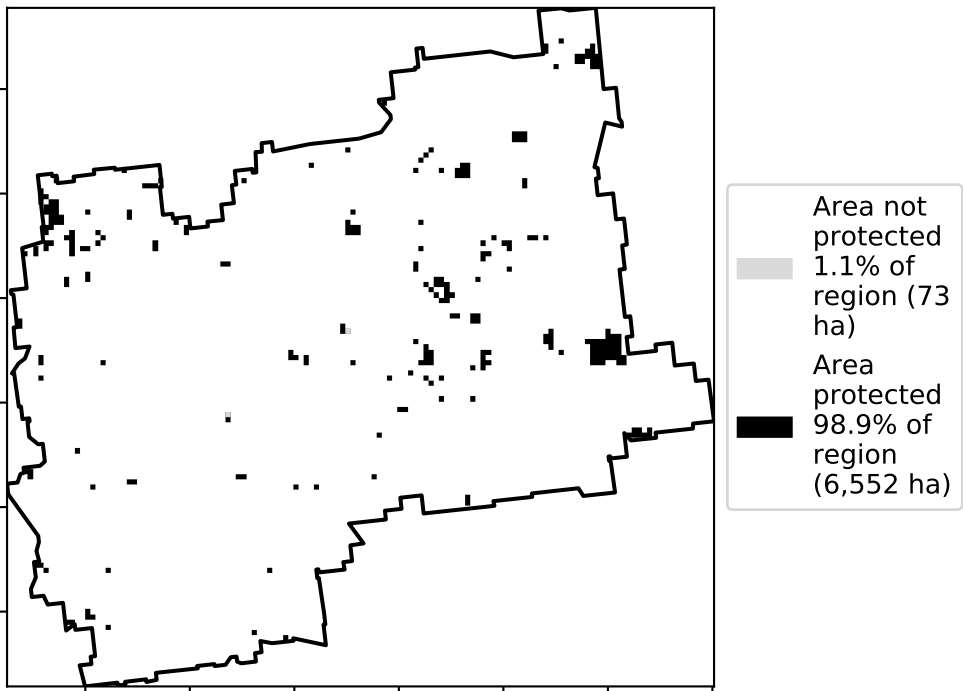 Area not
protected
1.1% of
region (73
ha)
Area
protected
98.9% of
region
(6,552 ha)